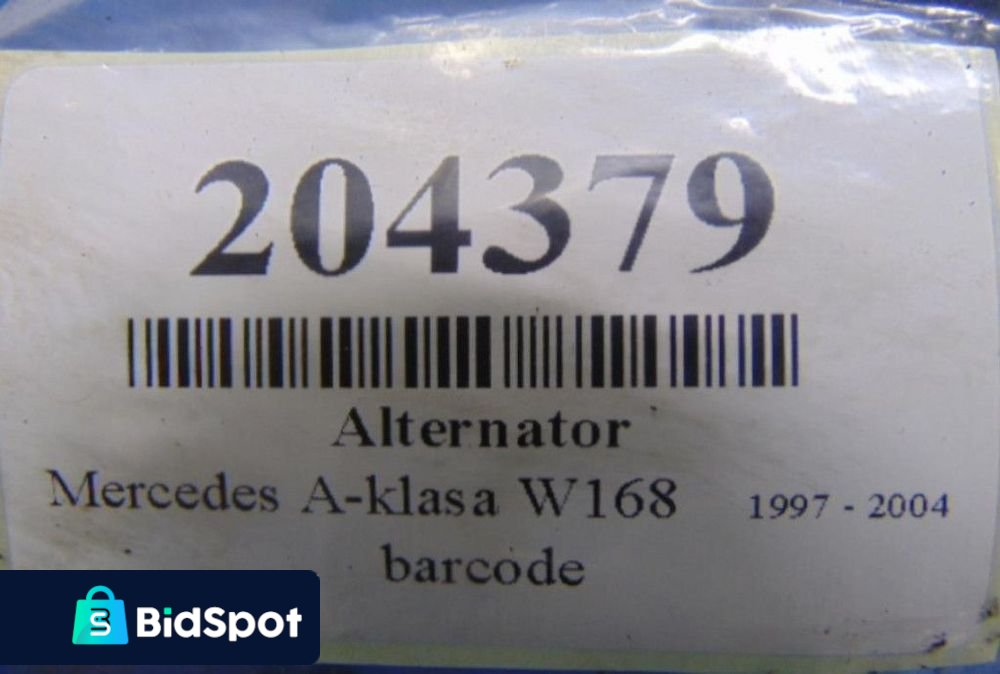 204379
Alternator
Mercedes A-klasa W168 1997 - 2004
barcode
BidSpot